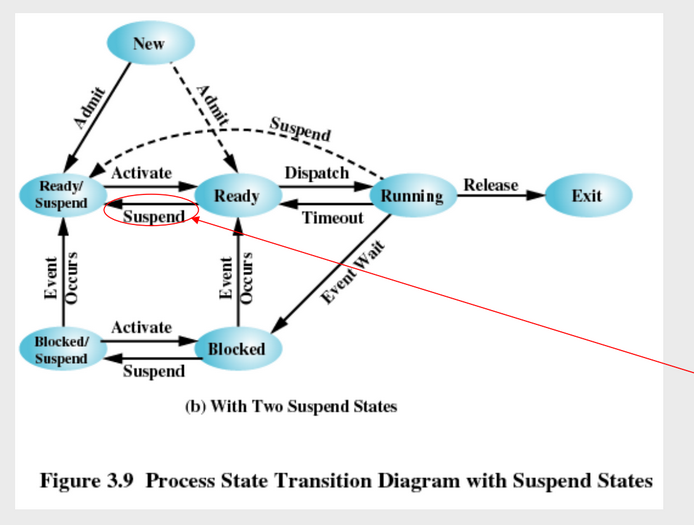 New
Admit
Admit
Suspend
Ready/
Suspend
Activate
Suspend
Ready
Dispatch
Timeout
Running
Release
Exit
Event
Occurs
Event
Occurs
Event Wait
Blocked/
Suspend
Activate
Suspend
Blocked
(b) With Two Suspend States
Figure 3.9 Process State Transition Diagram with Suspend States